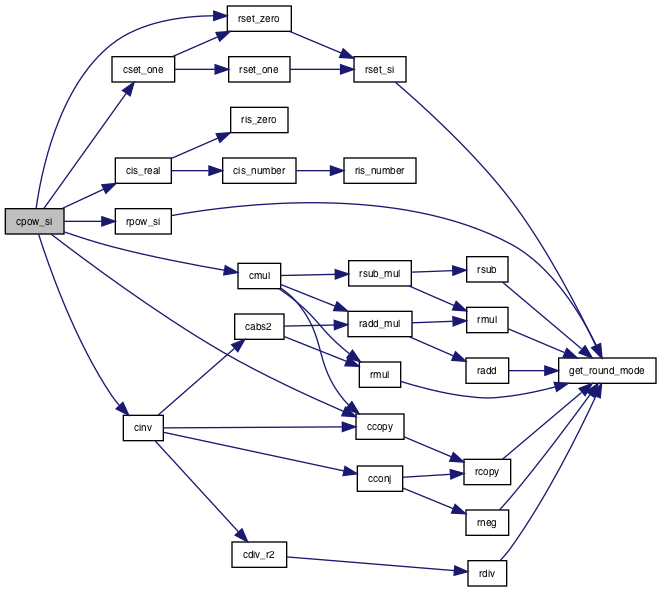 rset_zero
cset_one
rset_one
rset_si
ris_zero
cis_real
cis_number
ris_number
cpow_si
rpow_si
cmul
rsub_mul
rsub
cabs2
radd_mul
rmul
rmul
radd
get_round_mode
cinv
ccopy
cconj
rcopy
rneg
cdiv_r2
rdiv